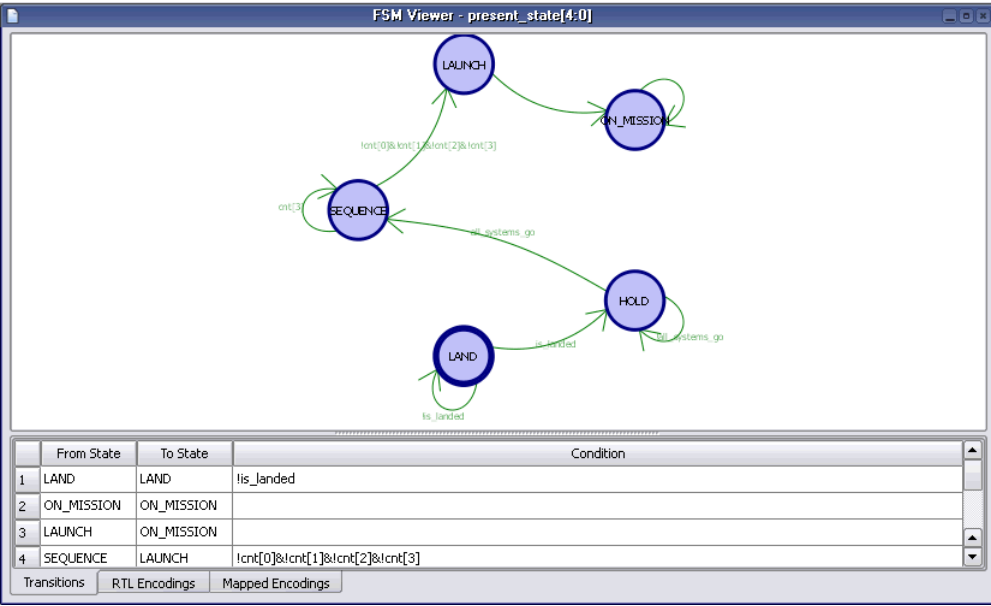 FSM Viewer - present_state[4:0]
LAUNCH
ON_MISSION
!cnt[0]&!cnt[1]&!cnt[2]&!cnt[3]
cnt[3]
SEQUENCE
all_systems_go
HOLD
is_landed
!all_systems_go
LAND
!is_landed
From State To State Condition
1 LAND LAND !is_landed
2 ON_MISSION ON_MISSION
3 LAUNCH ON_MISSION
4 SEQUENCE LAUNCH !cnt[0]&!cnt[1]&!cnt[2]&!cnt[3]
Transitions RTL Encodings Mapped Encodings